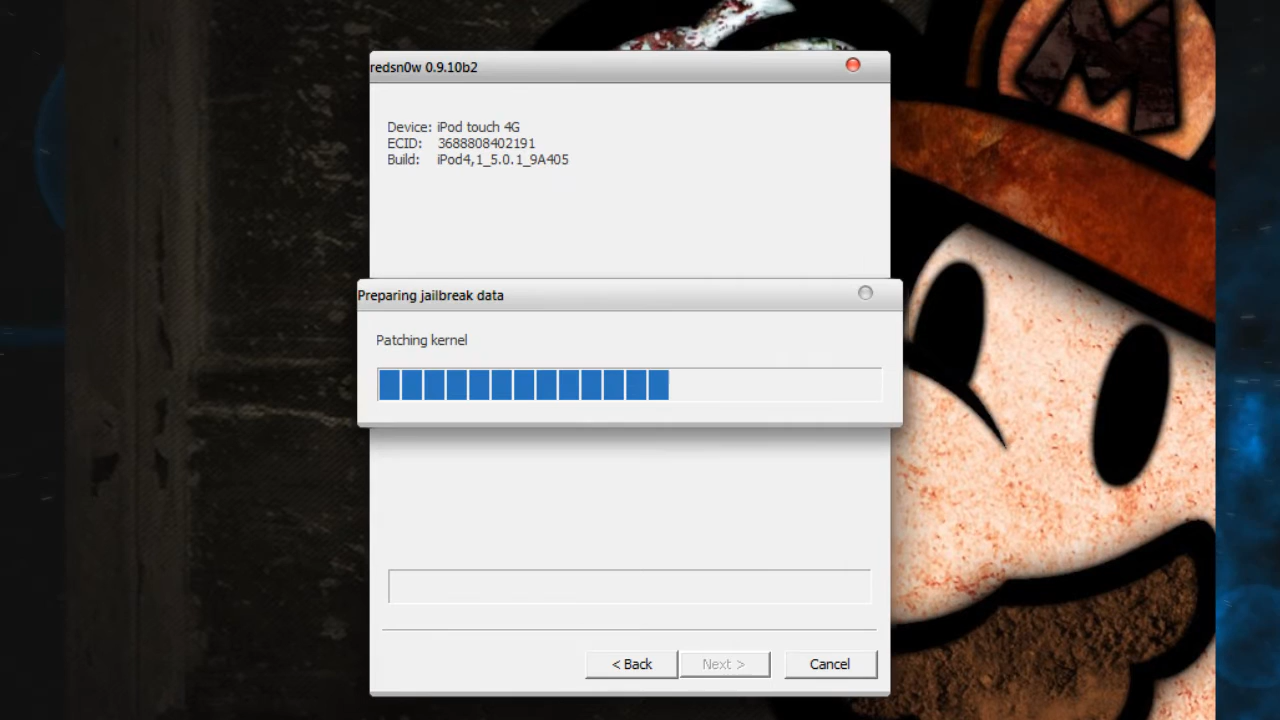 redsn0w 0.9.10b2
Device: iPod touch 4G
ECID: 3688808402191
Build: iPod4,1_5.0.1_9A405
Preparing jailbreak data
Patching kernel
< Back Next > Cancel
M